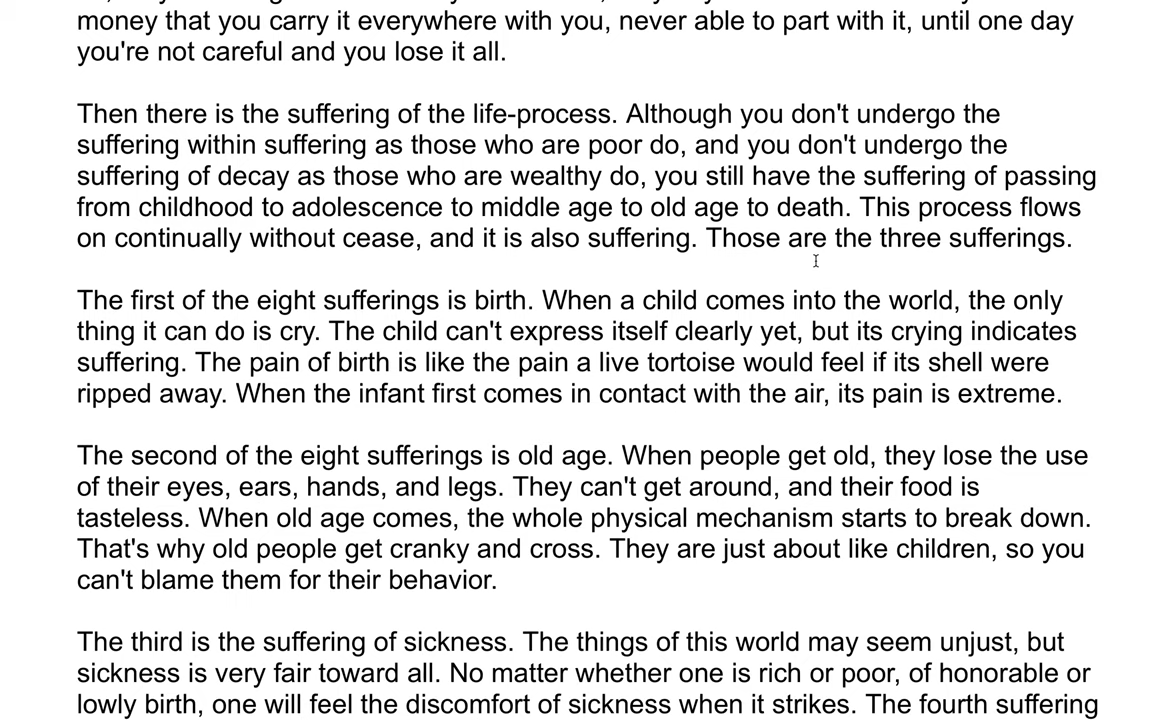 money that you carry it everywhere with you, never able to part with it, until one day
you're not careful and you lose it all.
Then there is the suffering of the life-process. Although you don't undergo the
suffering within suffering as those who are poor do, and you don't undergo the
suffering of decay as those who are wealthy do, you still have the suffering of passing
from childhood to adolescence to middle age to old age to death. This process flows
on continually without cease, and it is also suffering. Those are the three sufferings.
The first of the eight sufferings is birth. When a child comes into the world, the only
thing it can do is cry. The child can't express itself clearly yet, but its crying indicates
suffering. The pain of birth is like the pain a live tortoise would feel if its shell were
ripped away. When the infant first comes in contact with the air, its pain is extreme.
The second of the eight sufferings is old age. When people get old, they lose the use
of their eyes, ears, hands, and legs. They can't get around, and their food is
tasteless. When old age comes, the whole physical mechanism starts to break down.
That's why old people get cranky and cross. They are just about like children, so you
can't blame them for their behavior.
The third is the suffering of sickness. The things of this world may seem unjust, but
sickness is very fair toward all. No matter whether one is rich or poor, of honorable or
lowly birth, one will feel the discomfort of sickness when it strikes. The fourth suffering